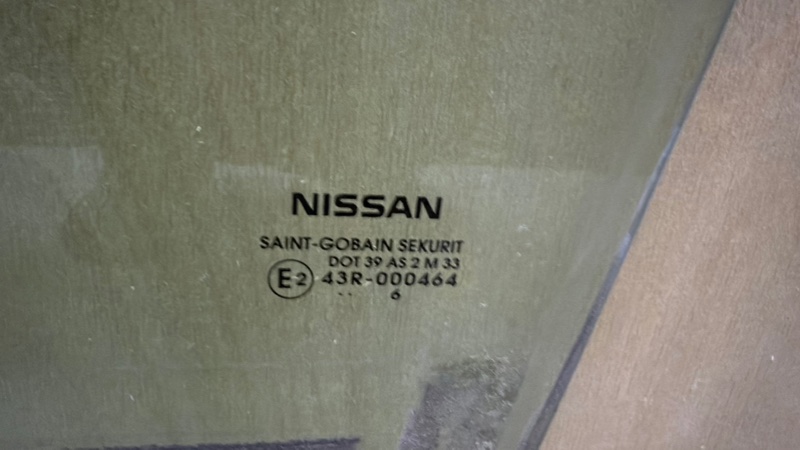 NISSAN
SAINT-GOBAIN SEKURIT
DOT 39 AS 2 M 33
E2 43R-000464
.. 6